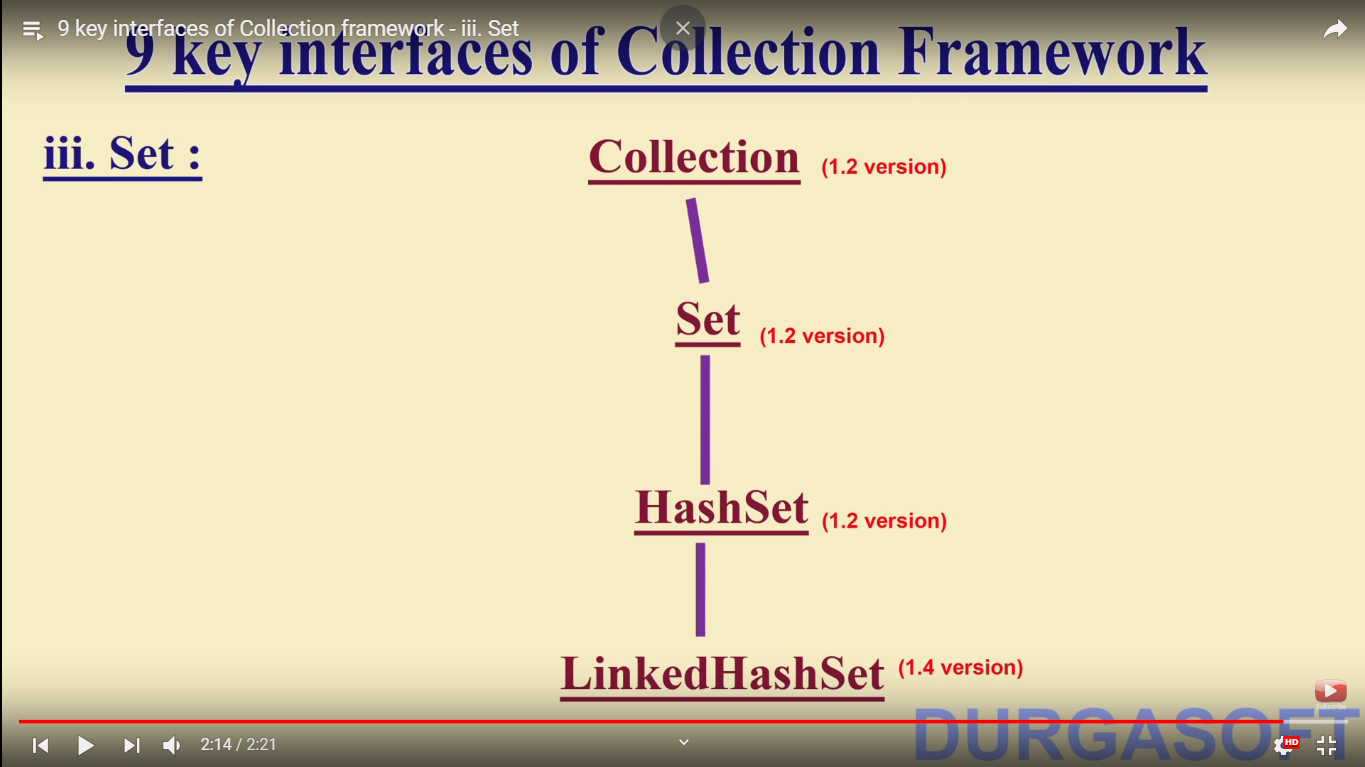 9 key interfaces of Collection framework - iii. Set
9 key interfaces of Collection Framework
iii. Set :
Collection (1.2 version)
Set (1.2 version)
HashSet (1.2 version)
LinkedHashSet (1.4 version)
Subscribe
DURGASOFT
2:14 / 2:21
HD